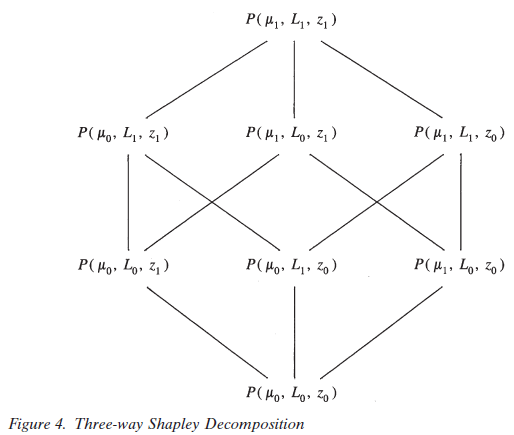 P(μ₁, L₁, z₁)
P(μ₀, L₁, z₁) P(μ₁, L₀, z₁) P(μ₁, L₁, z₀)
P(μ₀, L₀, z₁) P(μ₀, L₁, z₀) P(μ₁, L₀, z₀)
P(μ₀, L₀, z₀)
Figure 4. Three-way Shapley Decomposition